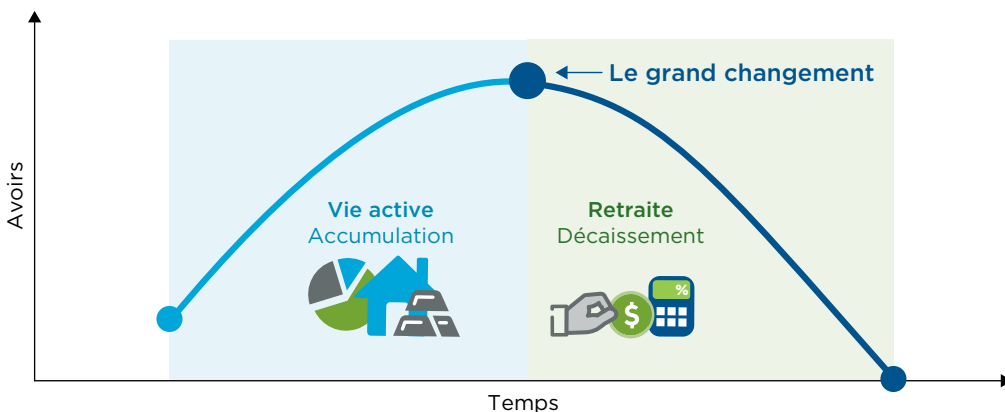 Le grand changement
Avoirs
Vie active
Accumulation
Retraite
Décaissement
%
$
Temps